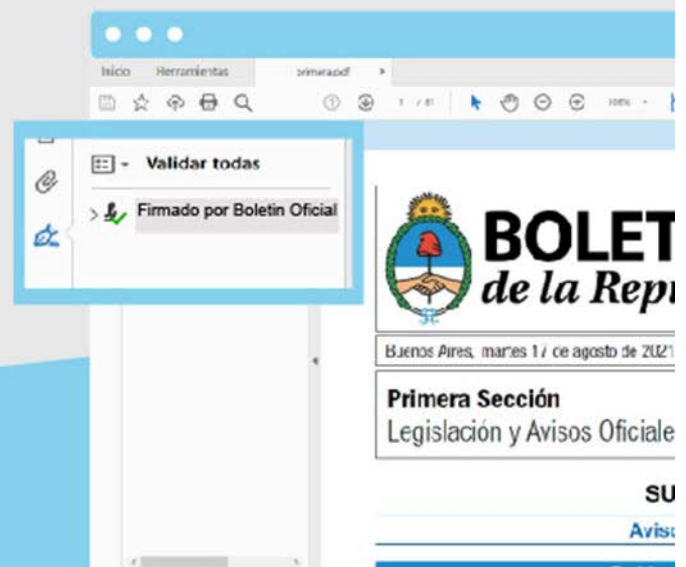 Inicio Herramientas primera.pdf
1 / 81 100%
Validar todas
Firmado por Boletin Oficial
BOLET
de la Repu
Buenos Aires, martes 17 de agosto de 2021
Primera Sección
Legislación y Avisos Oficiale
SU
Aviso